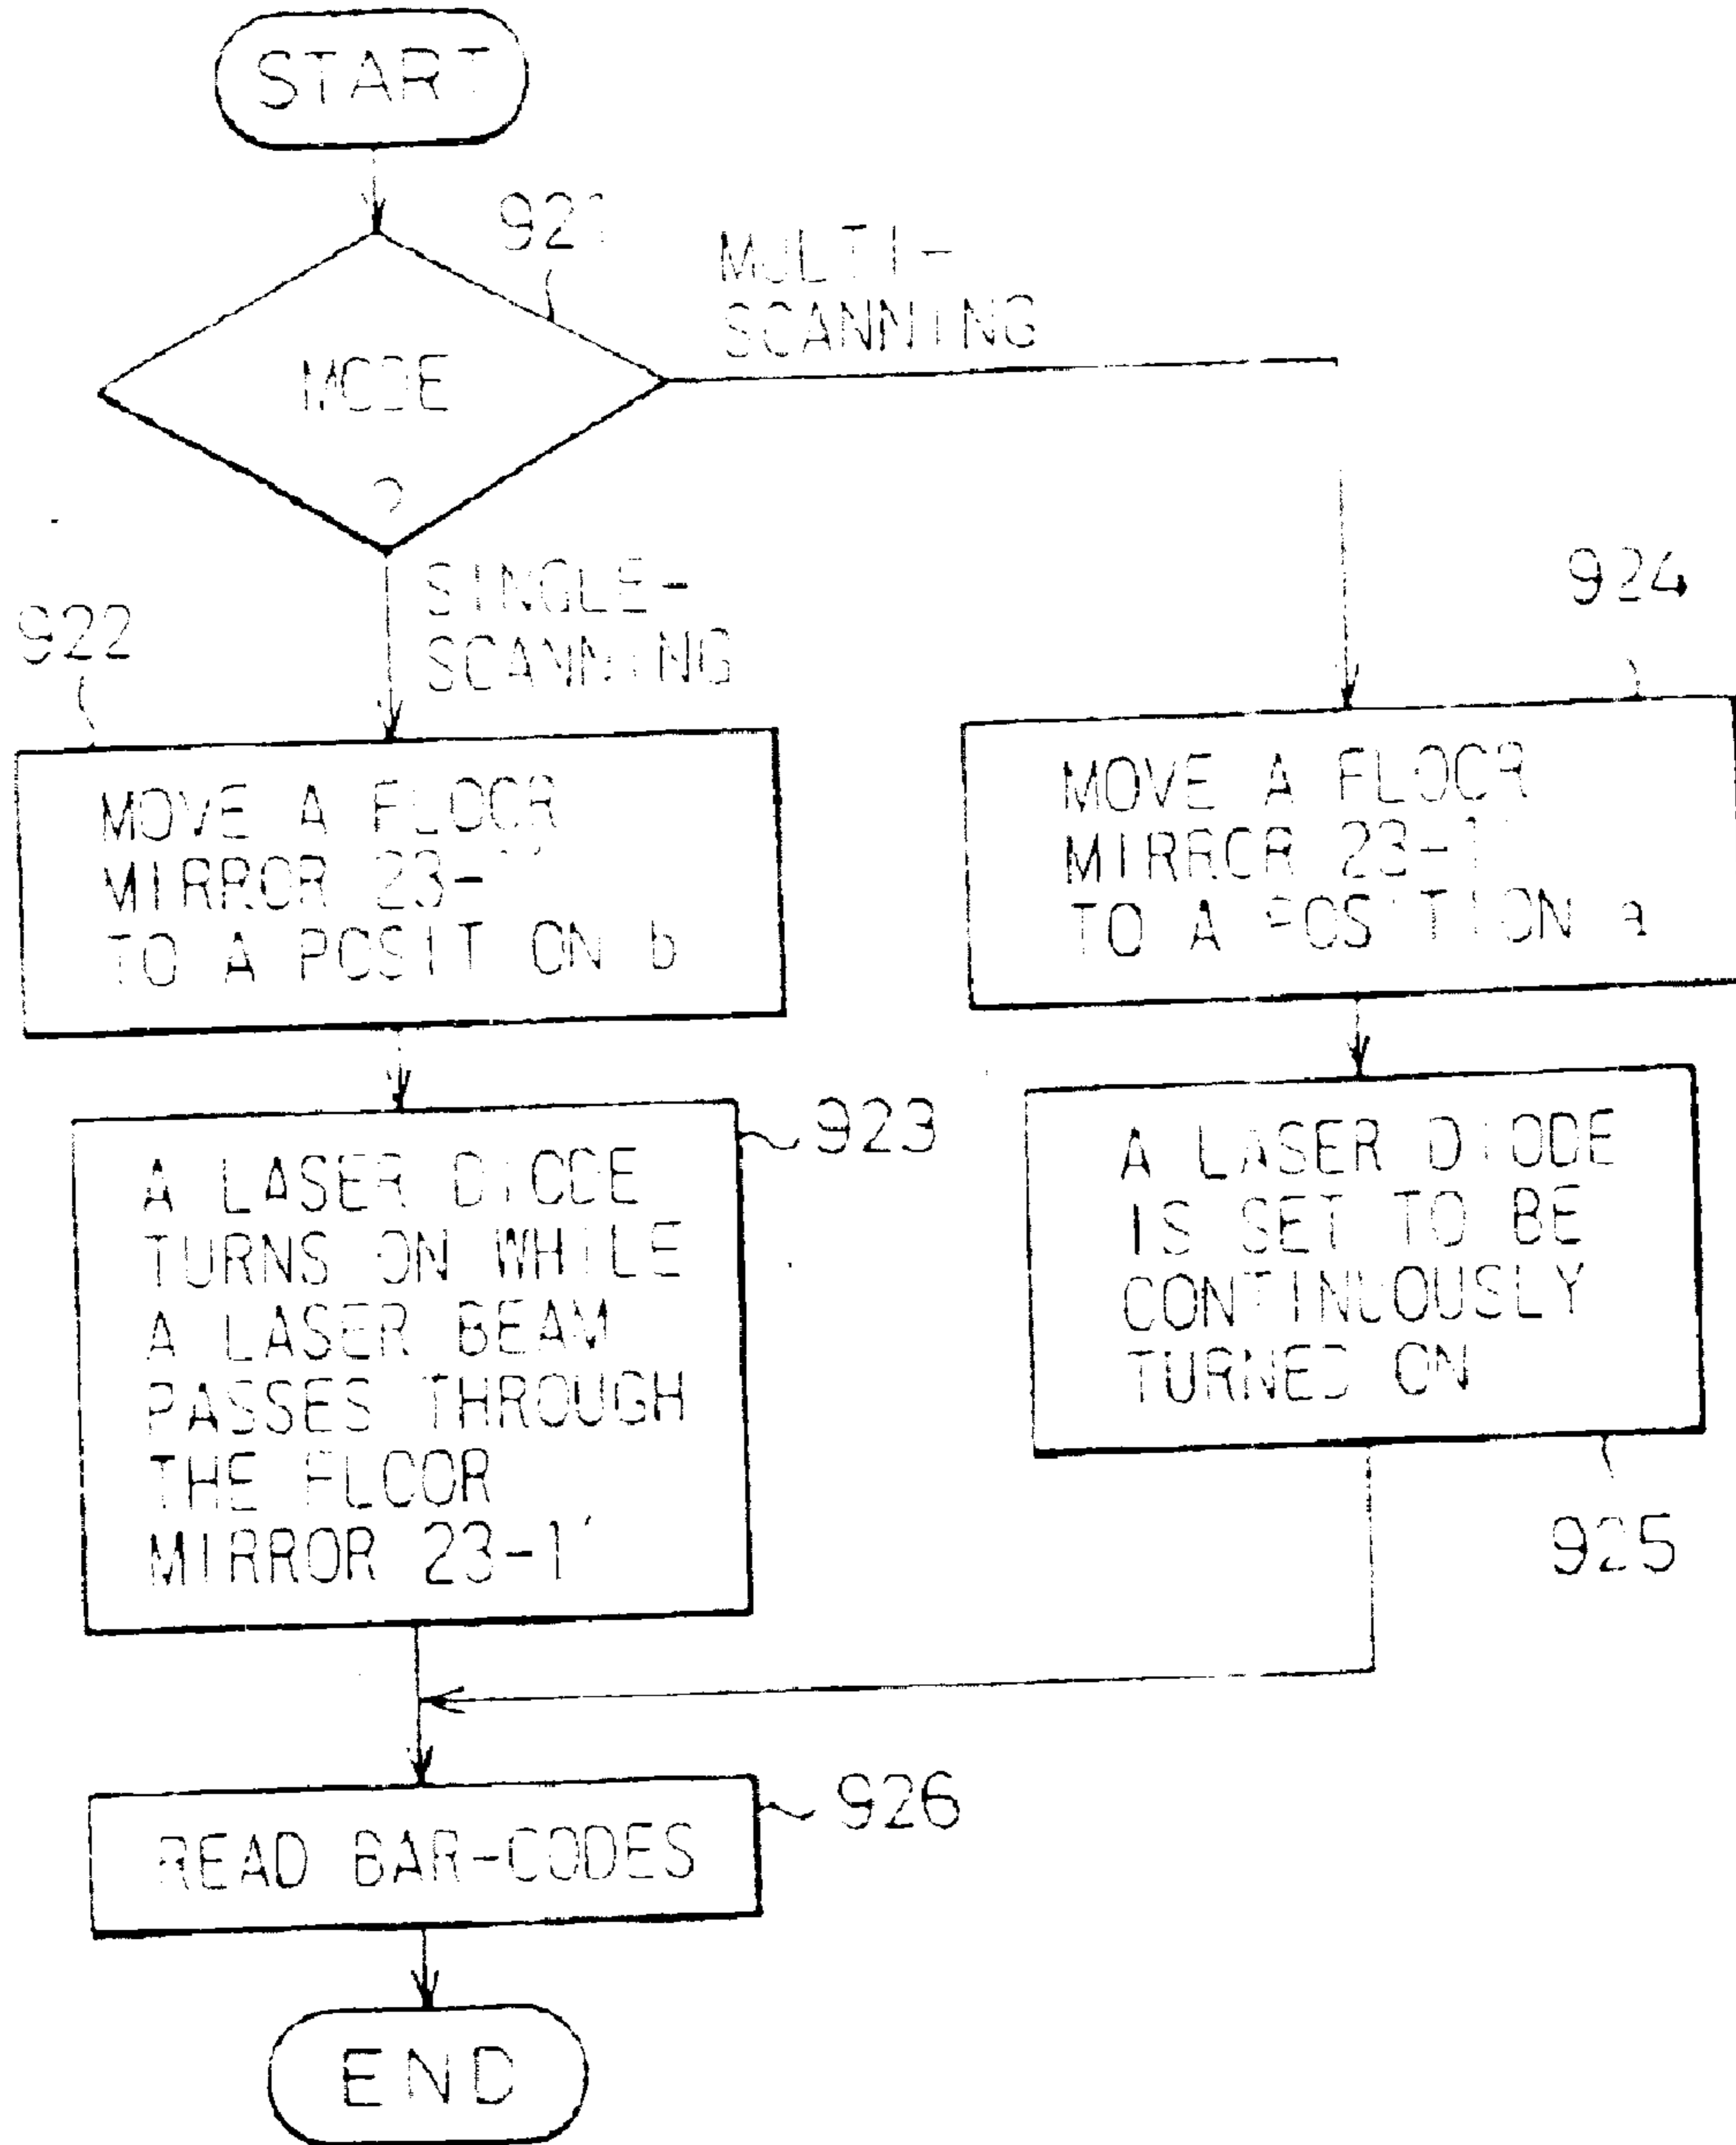 START
921
MULTI-
SCANNING
MODE
?
SINGLE-
SCANNING
922
MOVE A FLOOR
MIRROR 23-1'
TO A POSITION b
924
MOVE A FLOOR
MIRROR 23-1'
TO A POSITION a
923
A LASER DIODE
TURNS ON WHILE
A LASER BEAM
PASSES THROUGH
THE FLOOR
MIRROR 23-1'
A LASER DIODE
IS SET TO BE
CONTINUOUSLY
TURNED ON
925
926
READ BAR-CODES
END